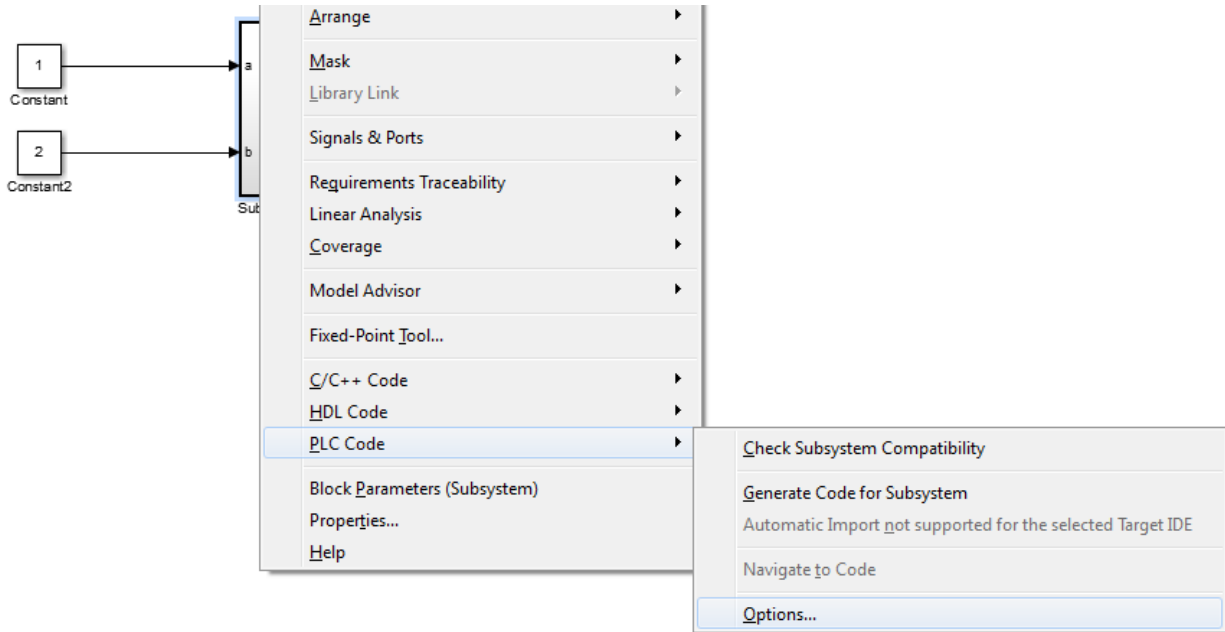 1
Constant
2
Constant2
a
b
Sub
Arrange
Mask
Library Link
Signals & Ports
Requirements Traceability
Linear Analysis
Coverage
Model Advisor
Fixed-Point Tool...
C/C++ Code
HDL Code
PLC Code
Block Parameters (Subsystem)
Properties...
Help
Check Subsystem Compatibility
Generate Code for Subsystem
Automatic Import not supported for the selected Target IDE
Navigate to Code
Options...